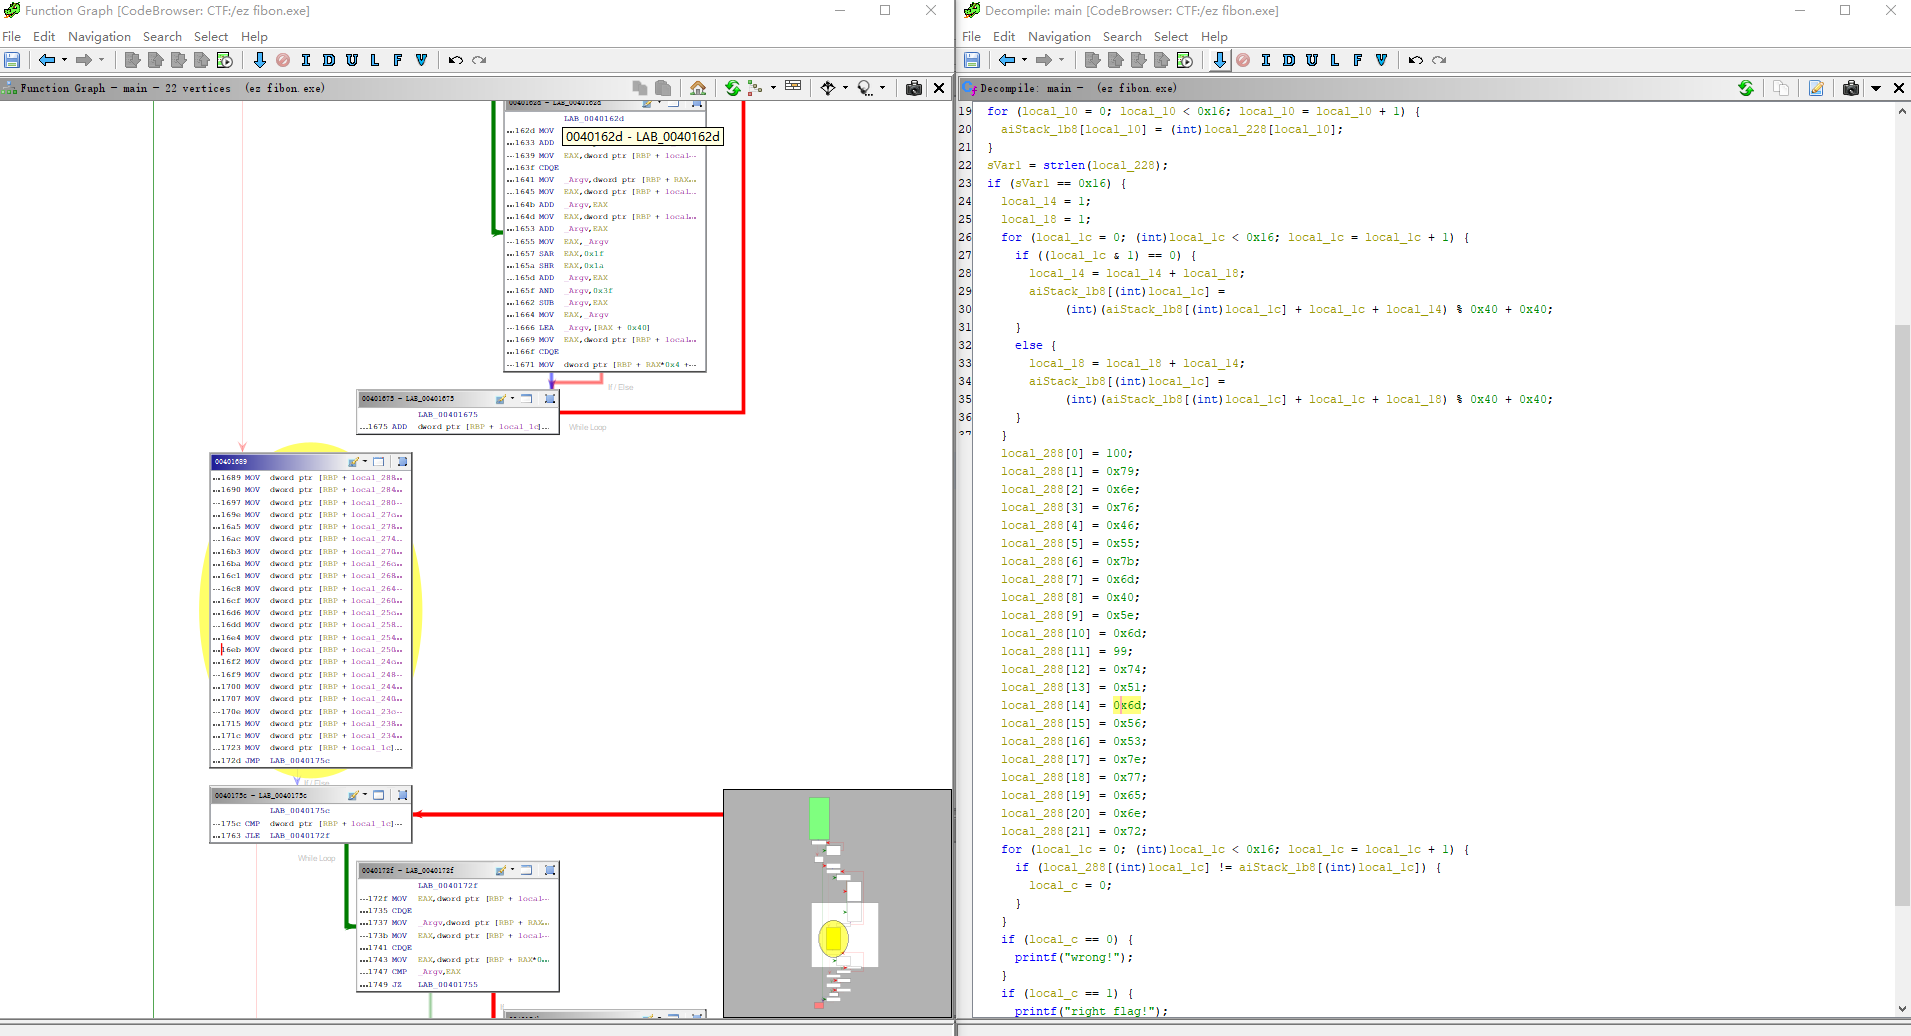 Function Graph [CodeBrowser: CTF:/ez fibon.exe]
File Edit Navigation Search Select Help
I D U L F V
Function Graph - main - 22 vertices (ez fibon.exe)
0040162d - LAB_0040162d
LAB_0040162d
0040162d - LAB_0040162d
...162d MOV
...1633 ADD
...1639 MOV EAX,dword ptr [RBP + local...
...163f CDQE
...1641 MOV _Argv,dword ptr [RBP + RAX...
...1645 MOV EAX,dword ptr [RBP + local...
...164b ADD _Argv,EAX
...164d MOV EAX,dword ptr [RBP + local...
...1653 ADD _Argv,EAX
...1655 MOV EAX,_Argv
...1657 SAR EAX,0x1f
...165a SHR EAX,0x1a
...165d ADD _Argv,EAX
...165f AND _Argv,0x3f
...1662 SUB _Argv,EAX
...1664 MOV EAX,_Argv
...1666 LEA _Argv,[RAX + 0x40]
...1669 MOV EAX,dword ptr [RBP + local...
...166f CDQE
...1671 MOV dword ptr [RBP + RAX*0x4 +...
If / Else
00401675 - LAB_00401675
LAB_00401675
...1675 ADD dword ptr [RBP + local_1c]...
While Loop
00401689
...1689 MOV dword ptr [RBP + local_288...
...1690 MOV dword ptr [RBP + local_284...
...1697 MOV dword ptr [RBP + local_280...
...169e MOV dword ptr [RBP + local_27c...
...16a5 MOV dword ptr [RBP + local_278...
...16ac MOV dword ptr [RBP + local_274...
...16b3 MOV dword ptr [RBP + local_270...
...16ba MOV dword ptr [RBP + local_26c...
...16c1 MOV dword ptr [RBP + local_268...
...16c8 MOV dword ptr [RBP + local_264...
...16cf MOV dword ptr [RBP + local_260...
...16d6 MOV dword ptr [RBP + local_25c...
...16dd MOV dword ptr [RBP + local_258...
...16e4 MOV dword ptr [RBP + local_254...
...16eb MOV dword ptr [RBP + local_250...
...16f2 MOV dword ptr [RBP + local_24c...
...16f9 MOV dword ptr [RBP + local_248...
...1700 MOV dword ptr [RBP + local_244...
...1707 MOV dword ptr [RBP + local_240...
...170e MOV dword ptr [RBP + local_23c...
...1715 MOV dword ptr [RBP + local_238...
...171c MOV dword ptr [RBP + local_234...
...1723 MOV dword ptr [RBP + local_1c]...
...172d JMP LAB_0040175c
If / Else
0040175c - LAB_0040175c
LAB_0040175c
...175c CMP dword ptr [RBP + local_1c]...
...1763 JLE LAB_0040172f
While Loop
0040172f - LAB_0040172f
LAB_0040172f
...172f MOV EAX,dword ptr [RBP + local...
...1735 CDQE
...1737 MOV _Argv,dword ptr [RBP + RAX...
...173b MOV EAX,dword ptr [RBP + local...
...1741 CDQE
...1743 MOV EAX,dword ptr [RBP + RAX*0...
...1747 CMP _Argv,EAX
...1749 JZ LAB_00401755
Decompile: main [CodeBrowser: CTF:/ez fibon.exe]
File Edit Navigation Search Select Help
I D U L F V
Decompile: main - (ez fibon.exe)
19 for (local_10 = 0; local_10 < 0x16; local_10 = local_10 + 1) {
20 aiStack_1b8[local_10] = (int)local_228[local_10];
21 }
22 sVar1 = strlen(local_228);
23 if (sVar1 == 0x16) {
24 local_14 = 1;
25 local_18 = 1;
26 for (local_1c = 0; (int)local_1c < 0x16; local_1c = local_1c + 1) {
27 if ((local_1c & 1) == 0) {
28 local_14 = local_14 + local_18;
29 aiStack_1b8[(int)local_1c] =
30 (int)(aiStack_1b8[(int)local_1c] + local_1c + local_14) % 0x40 + 0x40;
31 }
32 else {
33 local_18 = local_18 + local_14;
34 aiStack_1b8[(int)local_1c] =
35 (int)(aiStack_1b8[(int)local_1c] + local_1c + local_18) % 0x40 + 0x40;
36 }
37 }
local_288[0] = 100;
local_288[1] = 0x79;
local_288[2] = 0x6e;
local_288[3] = 0x76;
local_288[4] = 0x46;
local_288[5] = 0x55;
local_288[6] = 0x7b;
local_288[7] = 0x6d;
local_288[8] = 0x40;
local_288[9] = 0x5e;
local_288[10] = 0x6d;
local_288[11] = 99;
local_288[12] = 0x74;
local_288[13] = 0x51;
local_288[14] = 0x6d;
local_288[15] = 0x56;
local_288[16] = 0x53;
local_288[17] = 0x7e;
local_288[18] = 0x77;
local_288[19] = 0x65;
local_288[20] = 0x6e;
local_288[21] = 0x72;
for (local_1c = 0; (int)local_1c < 0x16; local_1c = local_1c + 1) {
if (local_288[(int)local_1c] != aiStack_1b8[(int)local_1c]) {
local_c = 0;
}
}
if (local_c == 0) {
printf("wrong!");
}
if (local_c == 1) {
printf("right flag!");